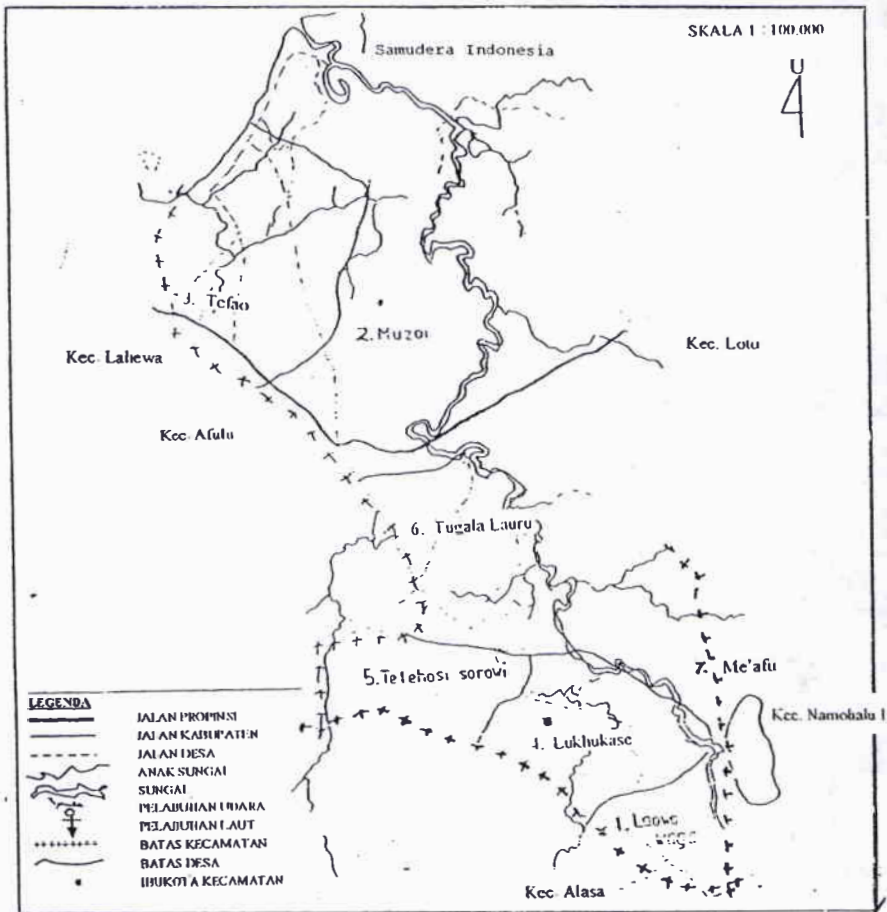 SKALA 1 : 100.000
Samudera Indonesia
U
3. Tefao
2. Muzoi
Kec. Lahewa
Kec. Lotu
Kec. Afulu
6. Tugala Lauru
7. Me'afu
5. Telehosi sorowi
Kec. Namohalu
4. Lukhukase
1. Laowo
Kec. Alasa
LEGENDA
JALAN PROPINSI
JALAN KABUPATEN
JALAN DESA
ANAK SUNGAI
SUNGAI
PELABUHAN UDARA
PELABUHAN LAUT
BATAS KECAMATAN
BATAS DESA
IBUKOTA KECAMATAN